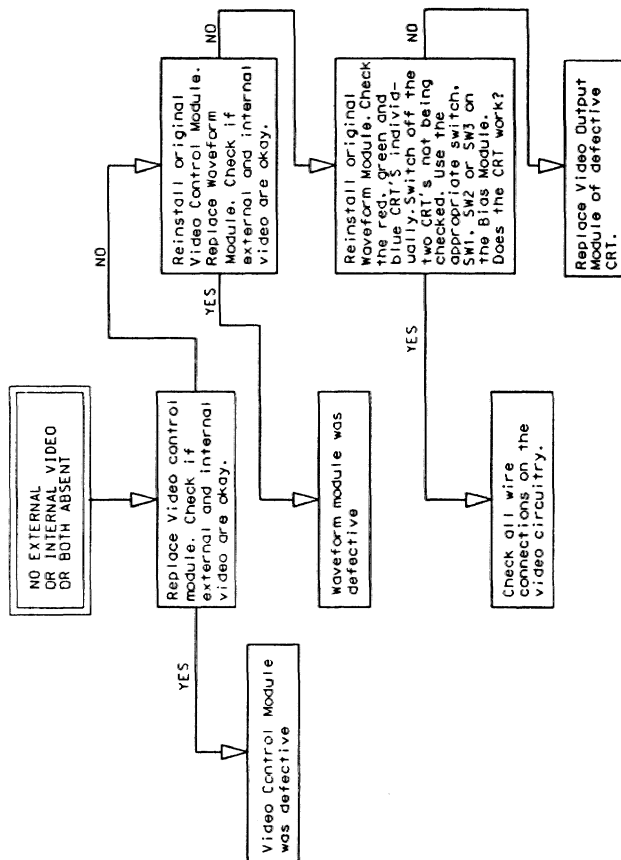 NO EXTERNAL
OR INTERNAL VIDEO
OR BOTH ABSENT
Replace Video control
module. Check if
external and internal
video are okay.
YES
NO
Video Control Module
was defective
Reinstall original
Video Control Module.
Replace Waveform
Module. Check if
external and internal
video are okay.
YES
NO
Waveform module was
defective
Reinstall original
Waveform Module. Check
the red, green and
blue CRT'S individ-
ually. Switch off the
two CRT's not being
checked. Use the
appropriate switch,
SW1, SW2 or SW3 on
the Bias Module.
Does the CRT work?
YES
NO
Check all wire
connections on the
video circuitry.
Replace Video Output
Module of defective
CRT.